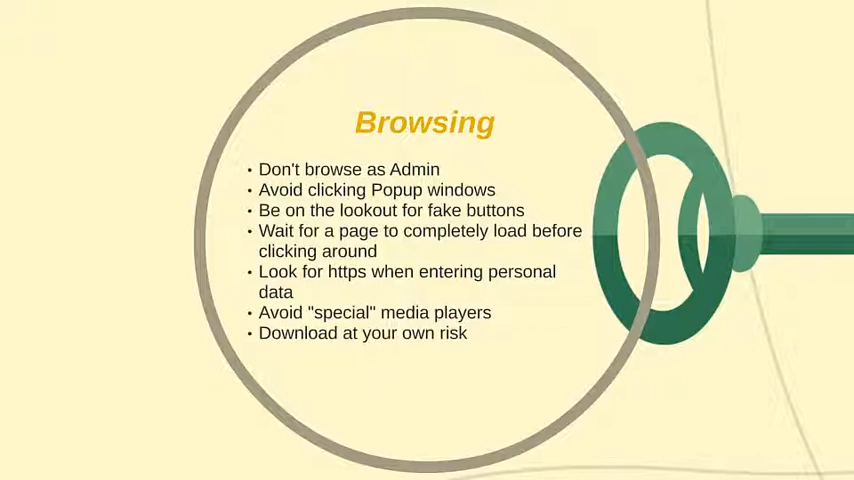 Browsing
• Don't browse as Admin
• Avoid clicking Popup windows
• Be on the lookout for fake buttons
• Wait for a page to completely load before
clicking around
• Look for https when entering personal
data
• Avoid "special" media players
• Download at your own risk